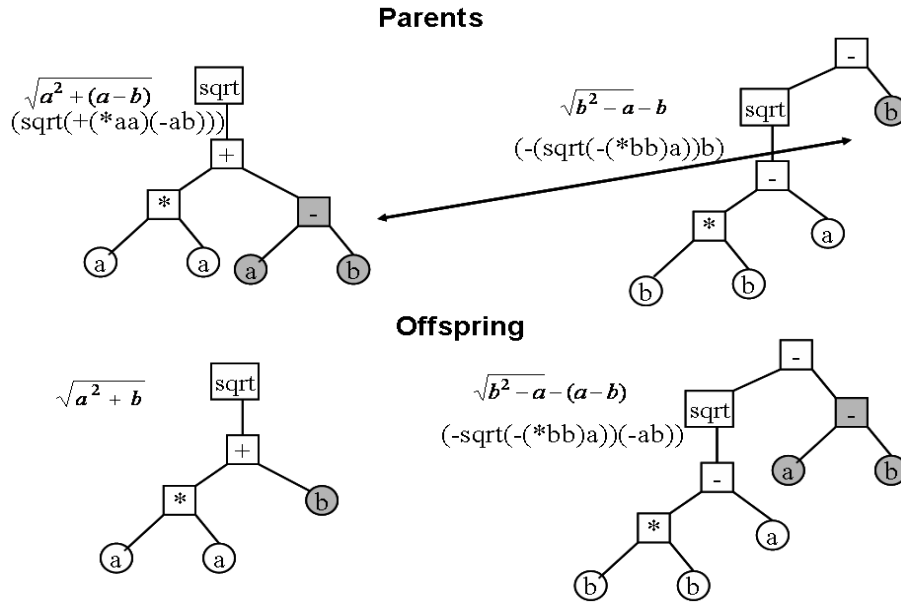 Parents
√a² + (a – b)
(sqrt(+(*aa)(-ab)))
sqrt
+
*
-
a
a
a
b
√b² – a – b
(-(sqrt(-(*bb)a))b)
-
sqrt
b
-
*
a
b
b
Offspring
√a² + b
sqrt
+
*
b
a
a
√b² – a – (a – b)
(-sqrt(-(*bb)a))(-ab))
-
sqrt
-
-
a
b
*
a
b
b